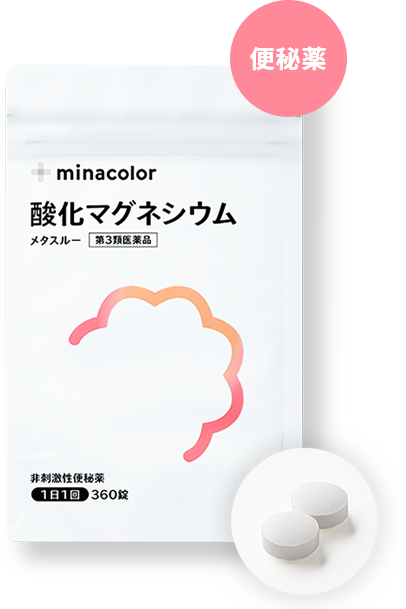 便秘薬
minacolor
酸化マグネシウム
メタスルー 第3類医薬品
非刺激性便秘薬
1日1回 360錠